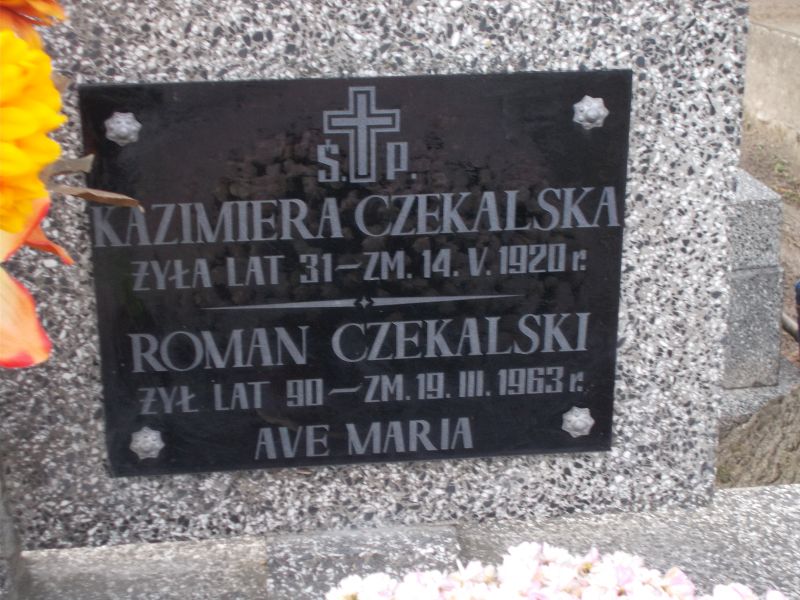 Ś. P.
KAZIMIERA CZEKALSKA
ŻYŁA LAT 31 – ZM. 14. V. 1920 r.
ROMAN CZEKALSKI
ŻYŁ LAT 90 – ZM. 19. III. 1963 r.
AVE MARIA